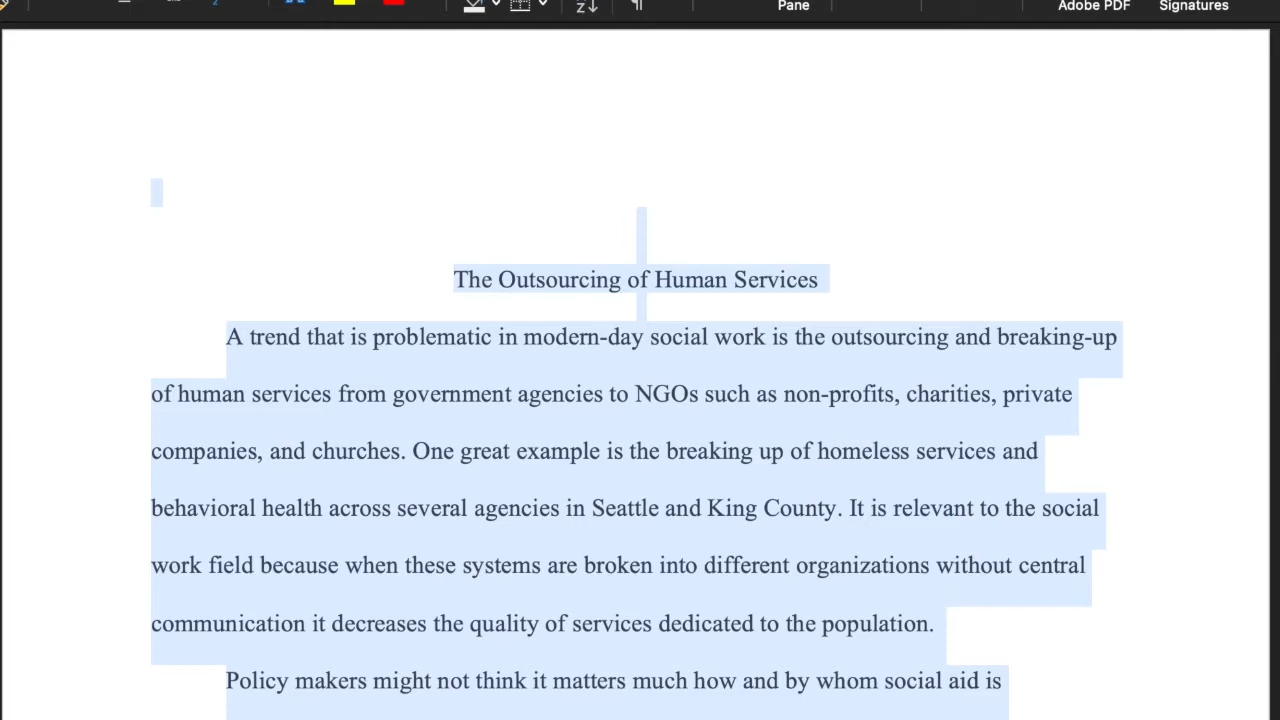 Pane
Adobe PDF
Signatures
The Outsourcing of Human Services
A trend that is problematic in modern-day social work is the outsourcing and breaking-up
of human services from government agencies to NGOs such as non-profits, charities, private
companies, and churches. One great example is the breaking up of homeless services and
behavioral health across several agencies in Seattle and King County. It is relevant to the social
work field because when these systems are broken into different organizations without central
communication it decreases the quality of services dedicated to the population.
Policy makers might not think it matters much how and by whom social aid is